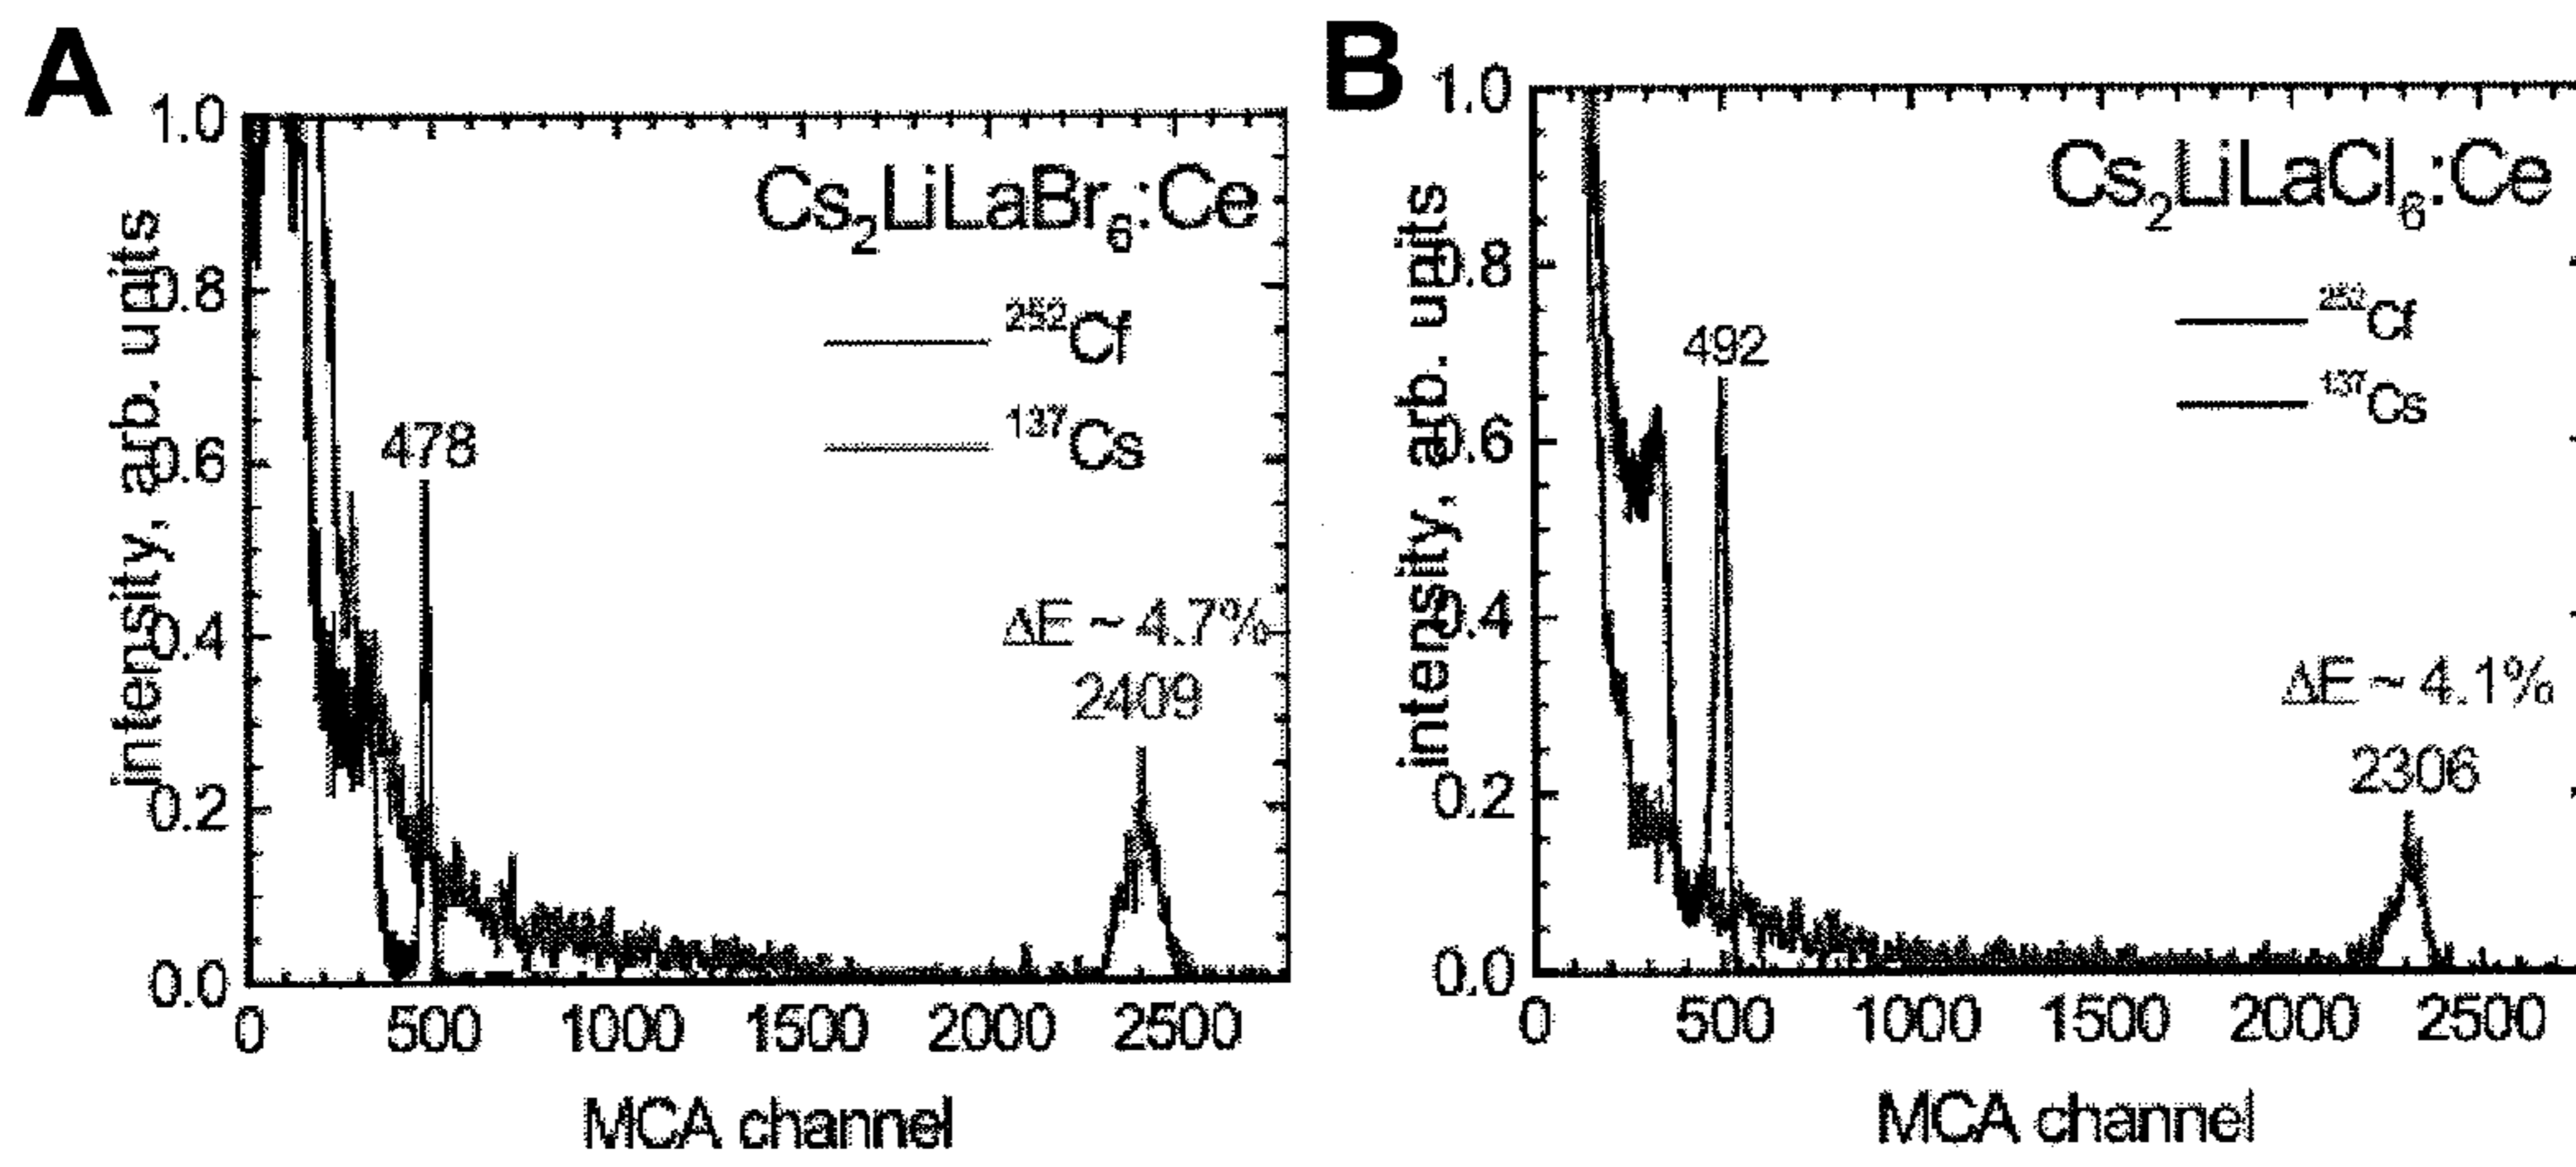 A
Cs₂LiLaBr₆:Ce
²⁵²Cf
¹³⁷Cs
478
ΔE ~ 4.7%
2409
1.0
0.8
0.6
0.4
0.2
0.0
intensity, arb. units
0 500 1000 1500 2000 2500
MCA channel
B
Cs₂LiLaCl₆:Ce
²⁵²Cf
¹³⁷Cs
492
ΔE ~ 4.1%
2306
1.0
0.8
0.6
0.4
0.2
0.0
intensity, arb. units
0 500 1000 1500 2000 2500
MCA channel